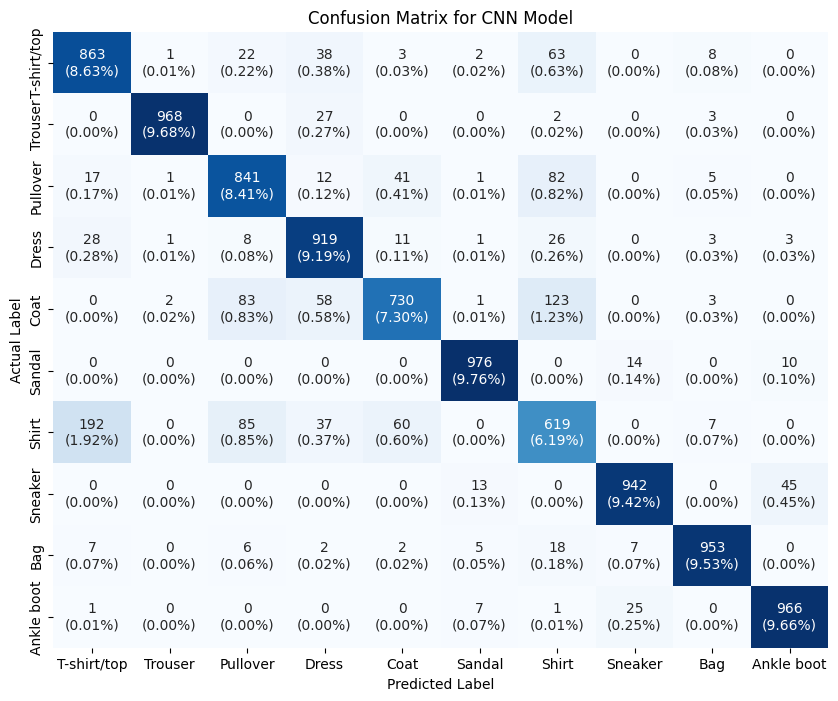 Confusion Matrix for CNN Model
T-shirt/top
863 1 22 38 3 2 63 0 8 0
(8.63%) (0.01%) (0.22%) (0.38%) (0.03%) (0.02%) (0.63%) (0.00%) (0.08%) (0.00%)
Trouser
0 968 0 27 0 0 2 0 3 0
(0.00%) (9.68%) (0.00%) (0.27%) (0.00%) (0.00%) (0.02%) (0.00%) (0.03%) (0.00%)
Pullover
17 1 841 12 41 1 82 0 5 0
(0.17%) (0.01%) (8.41%) (0.12%) (0.41%) (0.01%) (0.82%) (0.00%) (0.05%) (0.00%)
Dress
28 1 8 919 11 1 26 0 3 3
(0.28%) (0.01%) (0.08%) (9.19%) (0.11%) (0.01%) (0.26%) (0.00%) (0.03%) (0.03%)
Actual Label
Coat
0 2 83 58 730 1 123 0 3 0
(0.00%) (0.02%) (0.83%) (0.58%) (7.30%) (0.01%) (1.23%) (0.00%) (0.03%) (0.00%)
Sandal
0 0 0 0 0 976 0 14 0 10
(0.00%) (0.00%) (0.00%) (0.00%) (0.00%) (9.76%) (0.00%) (0.14%) (0.00%) (0.10%)
Shirt
192 0 85 37 60 0 619 0 7 0
(1.92%) (0.00%) (0.85%) (0.37%) (0.60%) (0.00%) (6.19%) (0.00%) (0.07%) (0.00%)
Sneaker
0 0 0 0 0 13 0 942 0 45
(0.00%) (0.00%) (0.00%) (0.00%) (0.00%) (0.13%) (0.00%) (9.42%) (0.00%) (0.45%)
Bag
7 0 6 2 2 5 18 7 953 0
(0.07%) (0.00%) (0.06%) (0.02%) (0.02%) (0.05%) (0.18%) (0.07%) (9.53%) (0.00%)
Ankle boot
1 0 0 0 0 7 1 25 0 966
(0.01%) (0.00%) (0.00%) (0.00%) (0.00%) (0.07%) (0.01%) (0.25%) (0.00%) (9.66%)
T-shirt/top Trouser Pullover Dress Coat Sandal Shirt Sneaker Bag Ankle boot
Predicted Label